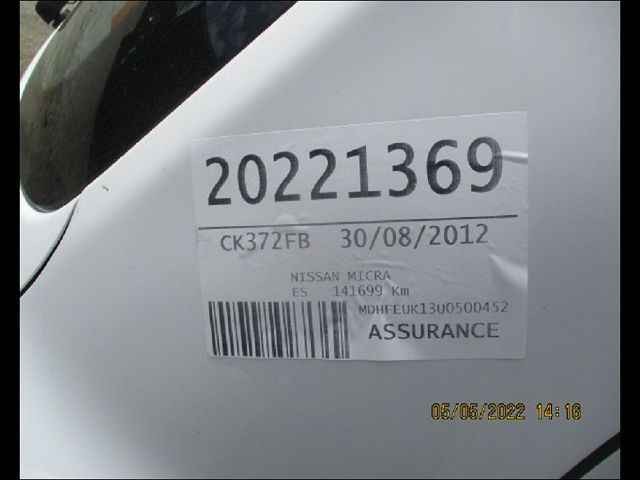 20221369
CK372FB 30/08/2012
NISSAN MICRA
ES 141699 Km
MDHFEUK13U0500452
ASSURANCE
05/05/2022 14:16